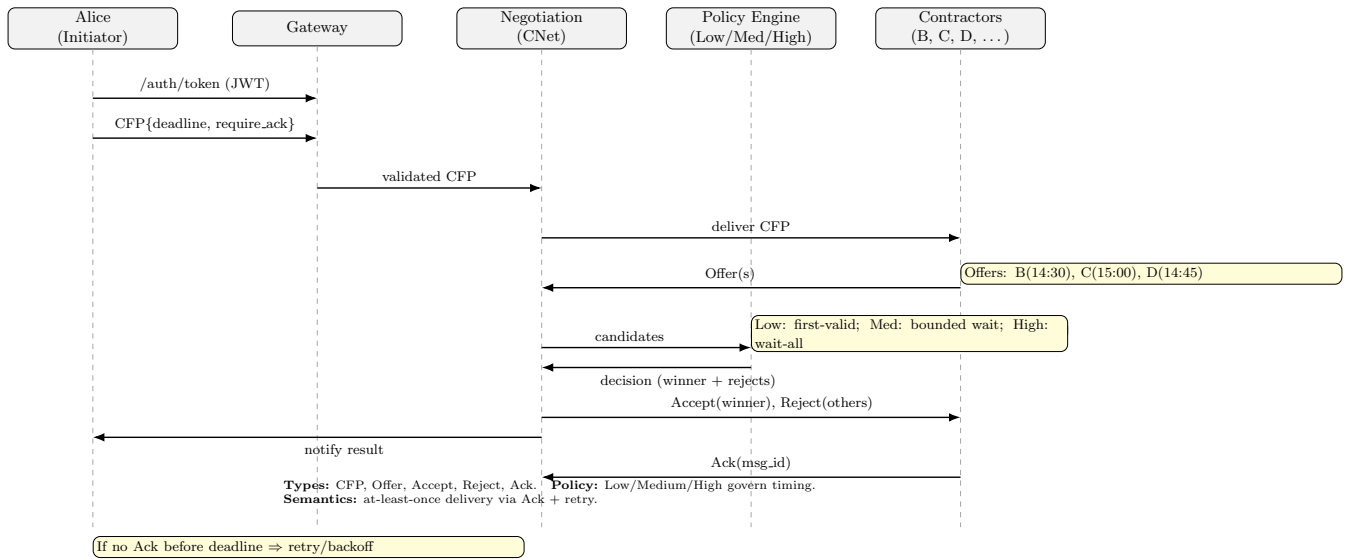 Alice
(Initiator)
Gateway
Negotiation
(CNet)
Policy Engine
(Low/Med/High)
Contractors
(B, C, D, . . . )
/auth/token (JWT)
CFP{deadline, require_ack}
validated CFP
deliver CFP
Offer(s)
Offers: B(14:30), C(15:00), D(14:45)
Low: first-valid; Med: bounded wait; High:
wait-all
candidates
decision (winner + rejects)
Accept(winner), Reject(others)
notify result
Ack(msg_id)
Types: CFP, Offer, Accept, Reject, Ack. Policy: Low/Medium/High govern timing.
Semantics: at-least-once delivery via Ack + retry.
If no Ack before deadline ⇒ retry/backoff